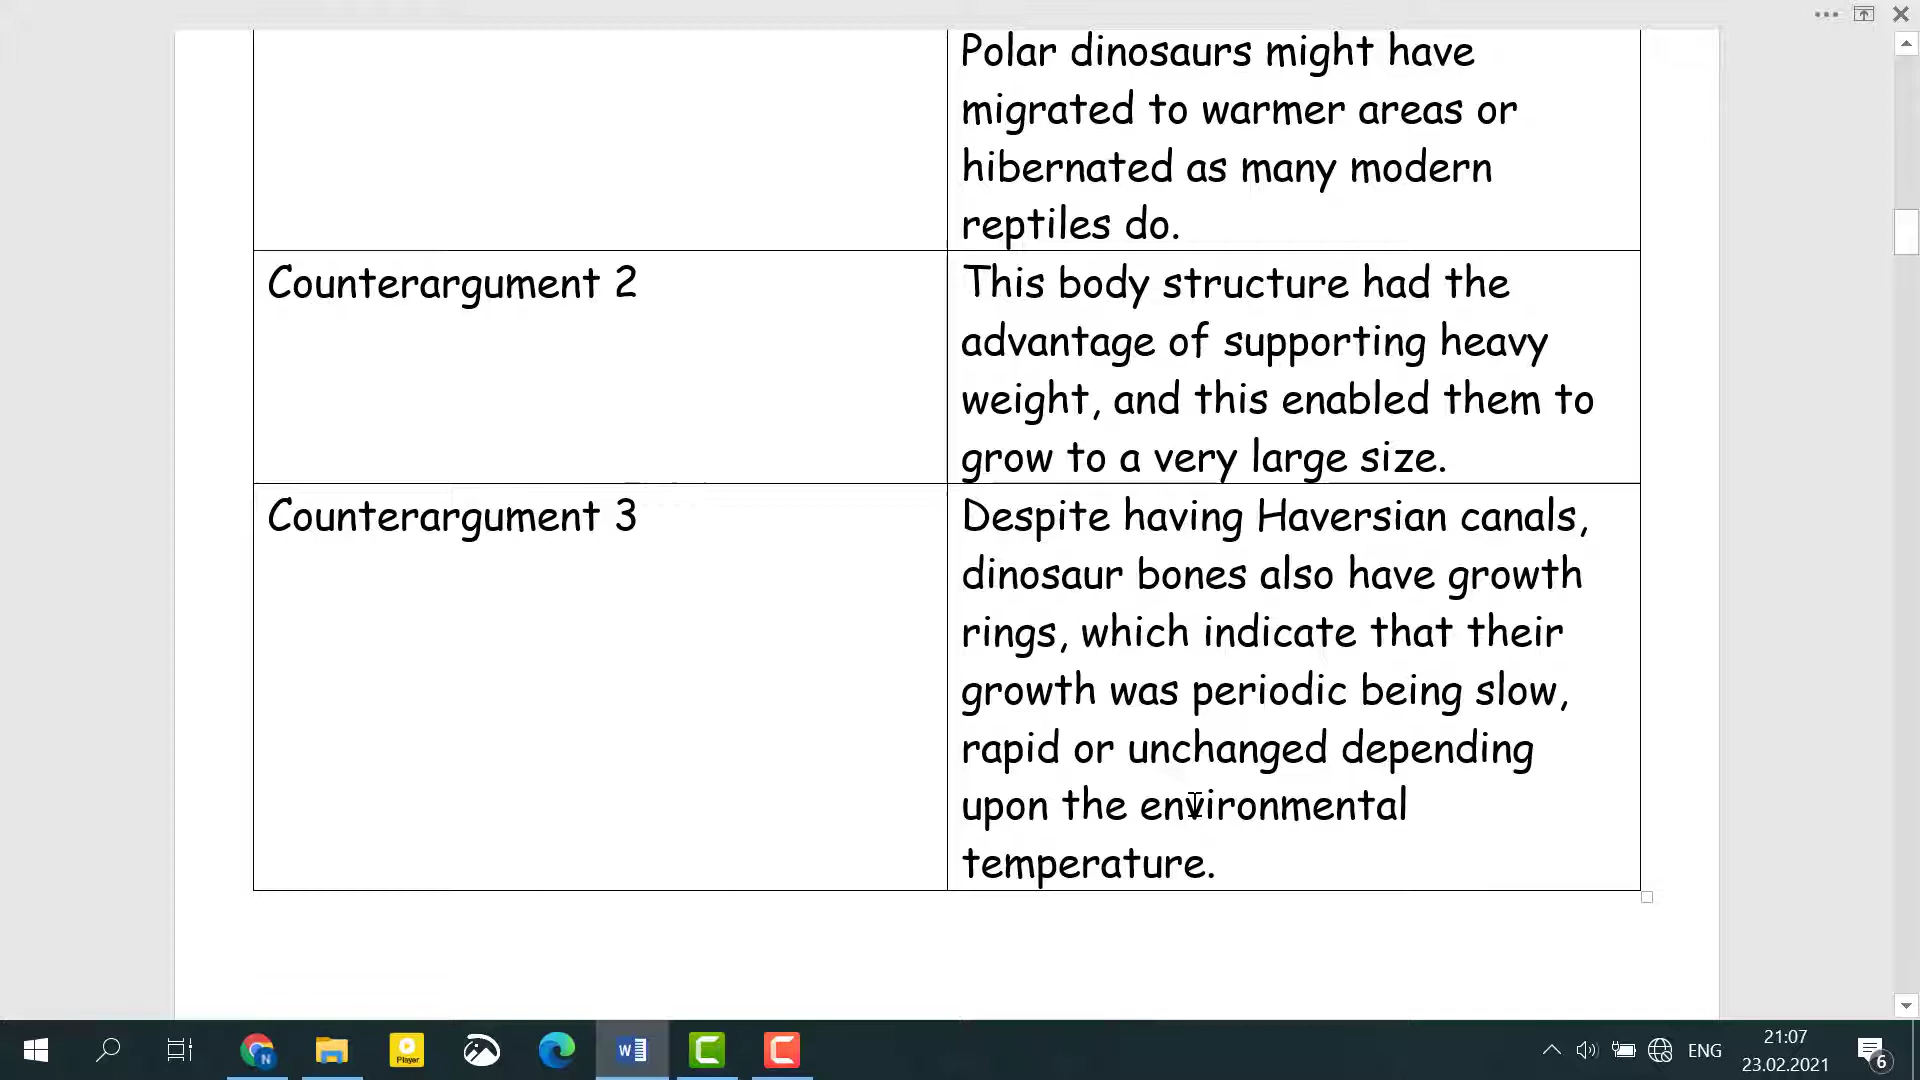 Polar dinosaurs might have
migrated to warmer areas or
hibernated as many modern
reptiles do.
Counterargument 2
This body structure had the
advantage of supporting heavy
weight, and this enabled them to
grow to a very large size.
Counterargument 3
Despite having Haversian canals,
dinosaur bones also have growth
rings, which indicate that their
growth was periodic being slow,
rapid or unchanged depending
upon the environmental
temperature.
N
Player
W
C
C
ENG
21:07
23.02.2021
6